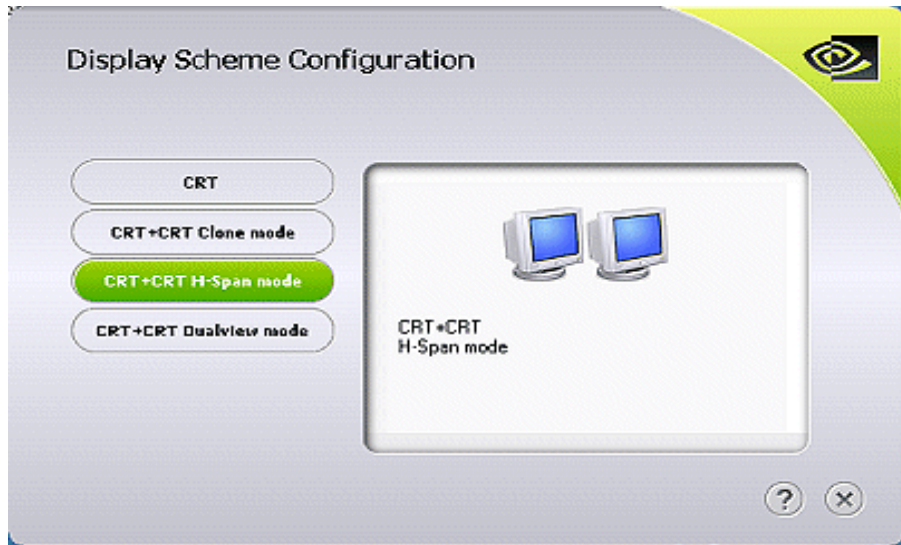 Display Scheme Configuration
CRT
CRT+CRT Clone mode
CRT+CRT H-Span mode
CRT+CRT Dualview mode
CRT+CRT
H-Span mode
?